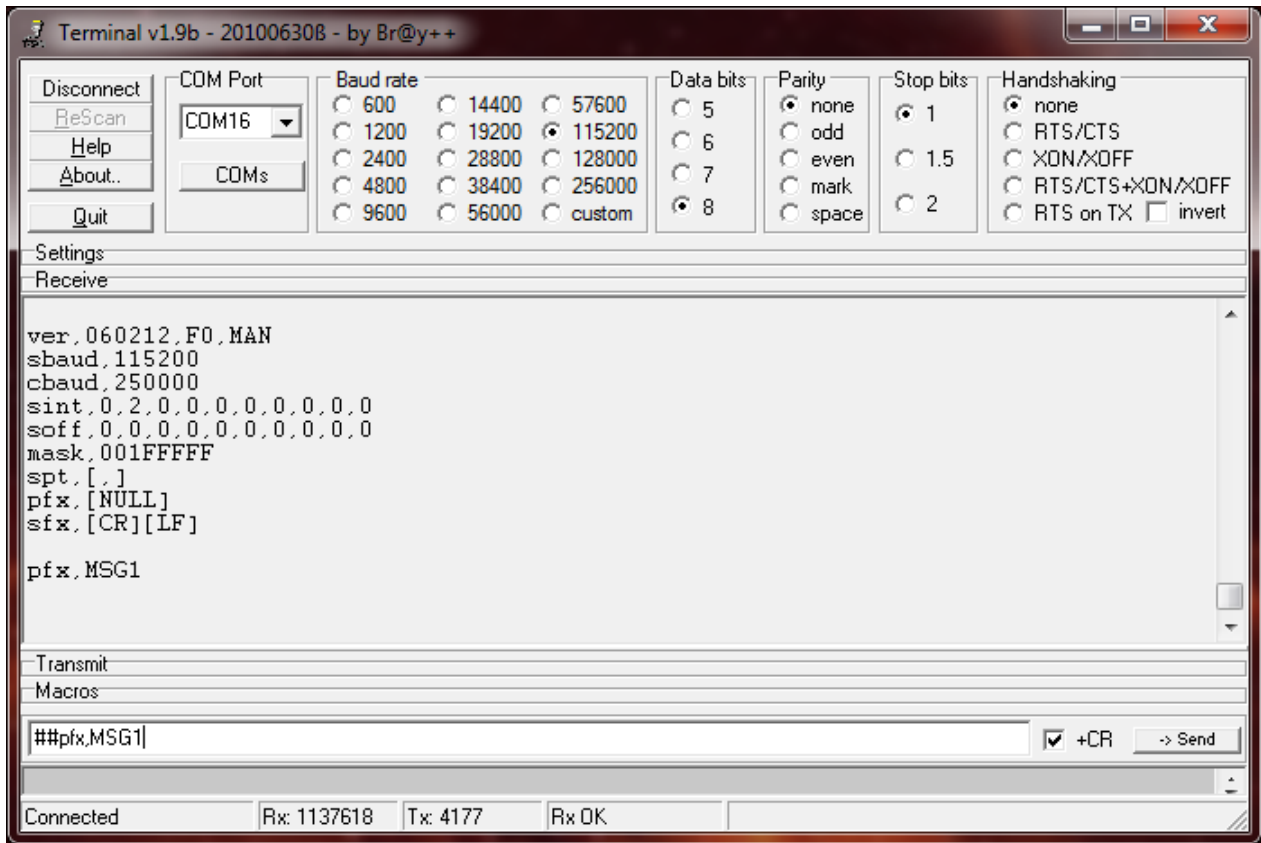 Terminal v1.9b - 20100630ß - by Br@y++
Disconnect
ReScan
Help
About..
Quit
COM Port
COM16
COMs
Baud rate
600 14400 57600
1200 19200 115200
2400 28800 128000
4800 38400 256000
9600 56000 custom
Data bits
5
6
7
8
Parity
none
odd
even
mark
space
Stop bits
1
1.5
2
Handshaking
none
RTS/CTS
XON/XOFF
RTS/CTS+XON/XOFF
RTS on TX invert
Settings
Receive
ver,060212,F0,MAN
sbaud,115200
cbaud,250000
sint,0,2,0,0,0,0,0,0,0,0
soff,0,0,0,0,0,0,0,0,0,0
mask,001FFFFF
spt,[,]
pfx,[NULL]
sfx,[CR][LF]
pfx,MSG1
Transmit
Macros
##pfx,MSG1 +CR -> Send
Connected Rx: 1137618 Tx: 4177 Rx OK